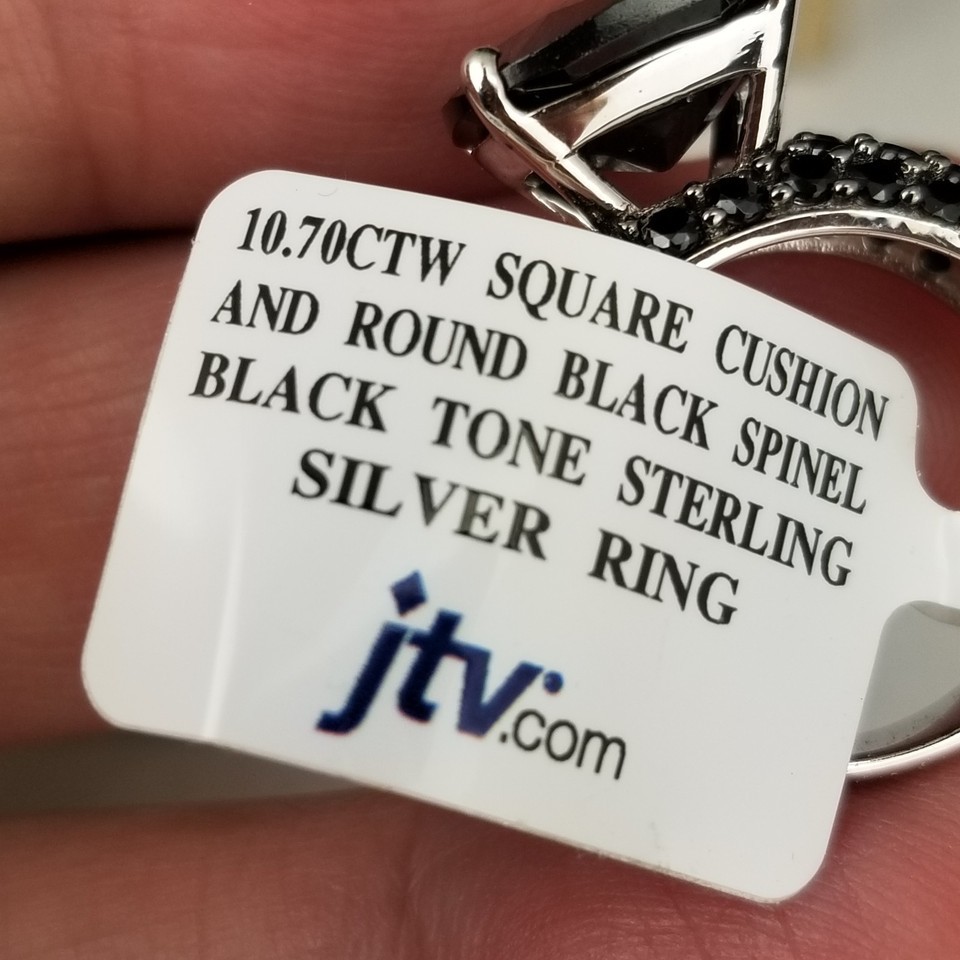 10.70CTW SQUARE CUSHION
AND ROUND BLACK SPINEL
BLACK TONE STERLING
SILVER RING
jtv.com